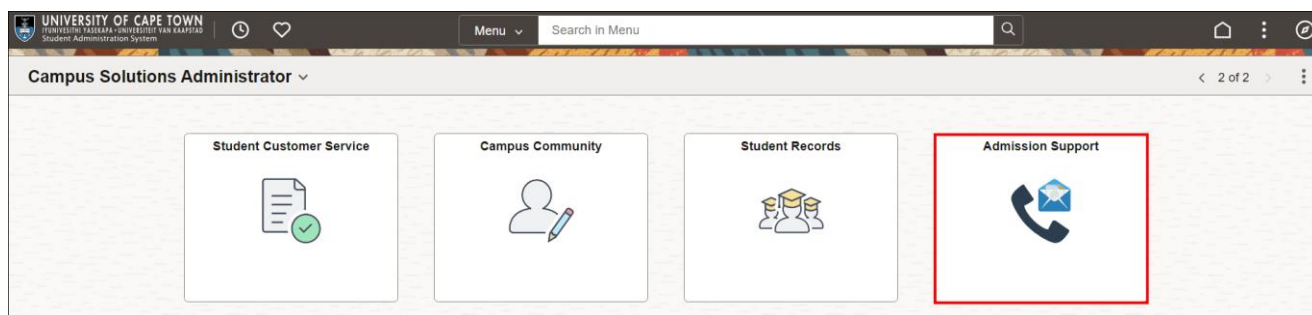 UNIVERSITY OF CAPE TOWN
IYUNIVESITHI YASEKAPA • UNIVERSITEIT VAN KAAPSTAD
Student Administration System
Menu
Search in Menu
Campus Solutions Administrator
2 of 2
Student Customer Service
Campus Community
Student Records
Admission Support